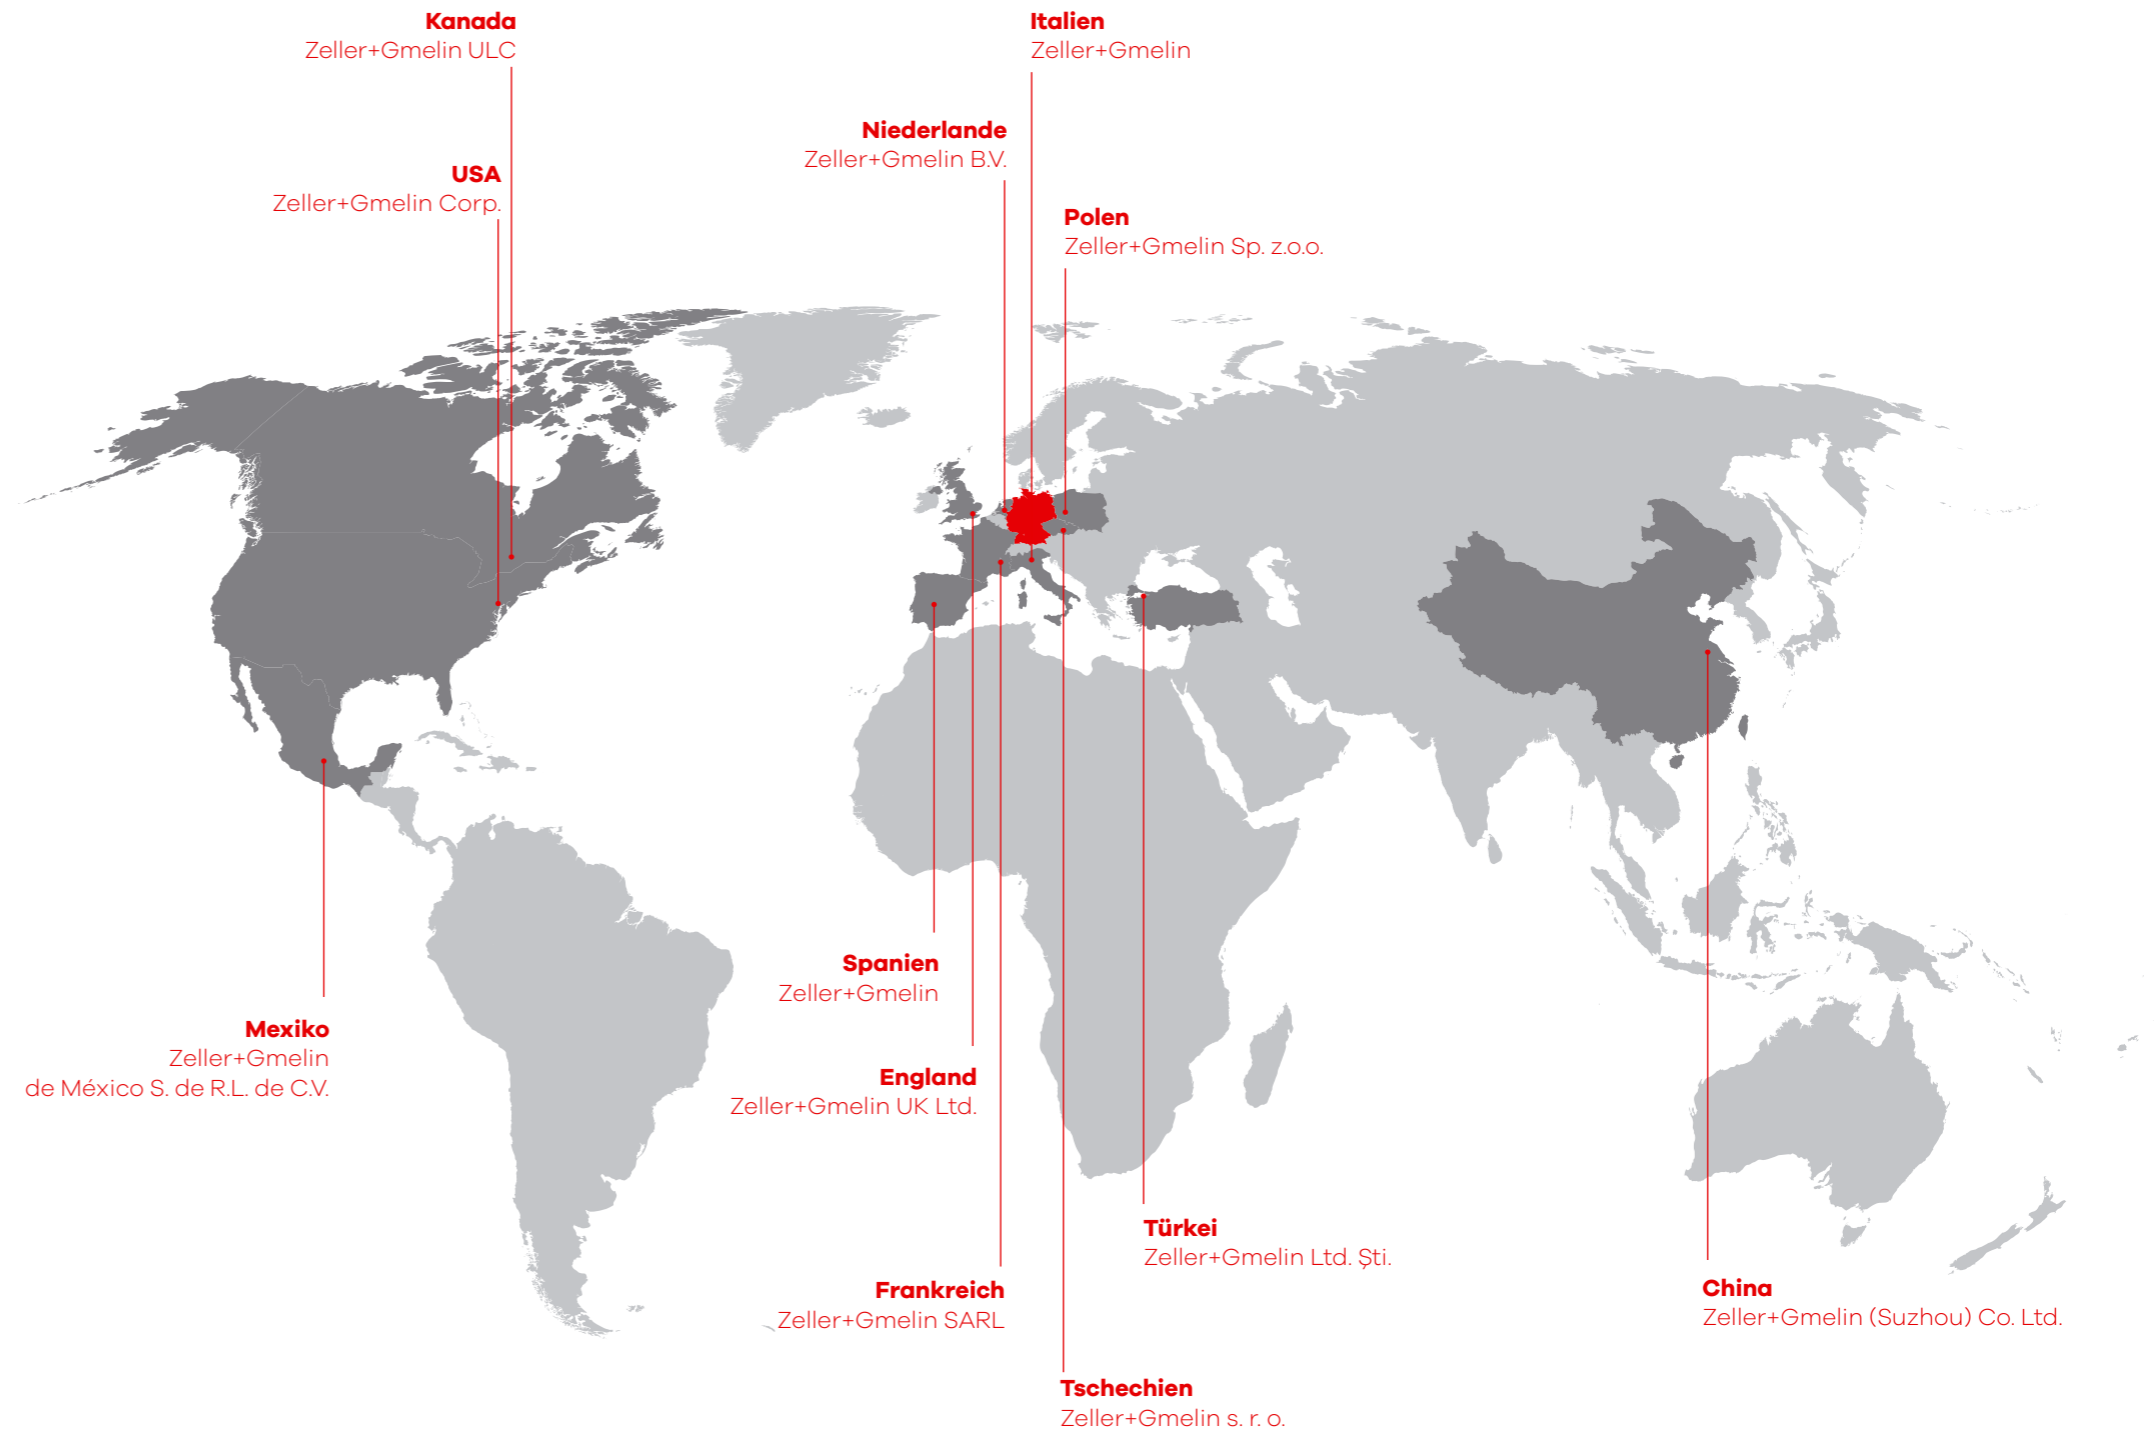 Kanada
Zeller+Gmelin ULC
Italien
Zeller+Gmelin
Niederlande
Zeller+Gmelin B.V.
USA
Zeller+Gmelin Corp.
Polen
Zeller+Gmelin Sp. z.o.o.
Spanien
Zeller+Gmelin
Mexiko
Zeller+Gmelin
de México S. de R.L. de C.V.
England
Zeller+Gmelin UK Ltd.
Türkei
Zeller+Gmelin Ltd. Şti.
Frankreich
Zeller+Gmelin SARL
China
Zeller+Gmelin (Suzhou) Co. Ltd.
Tschechien
Zeller+Gmelin s. r. o.